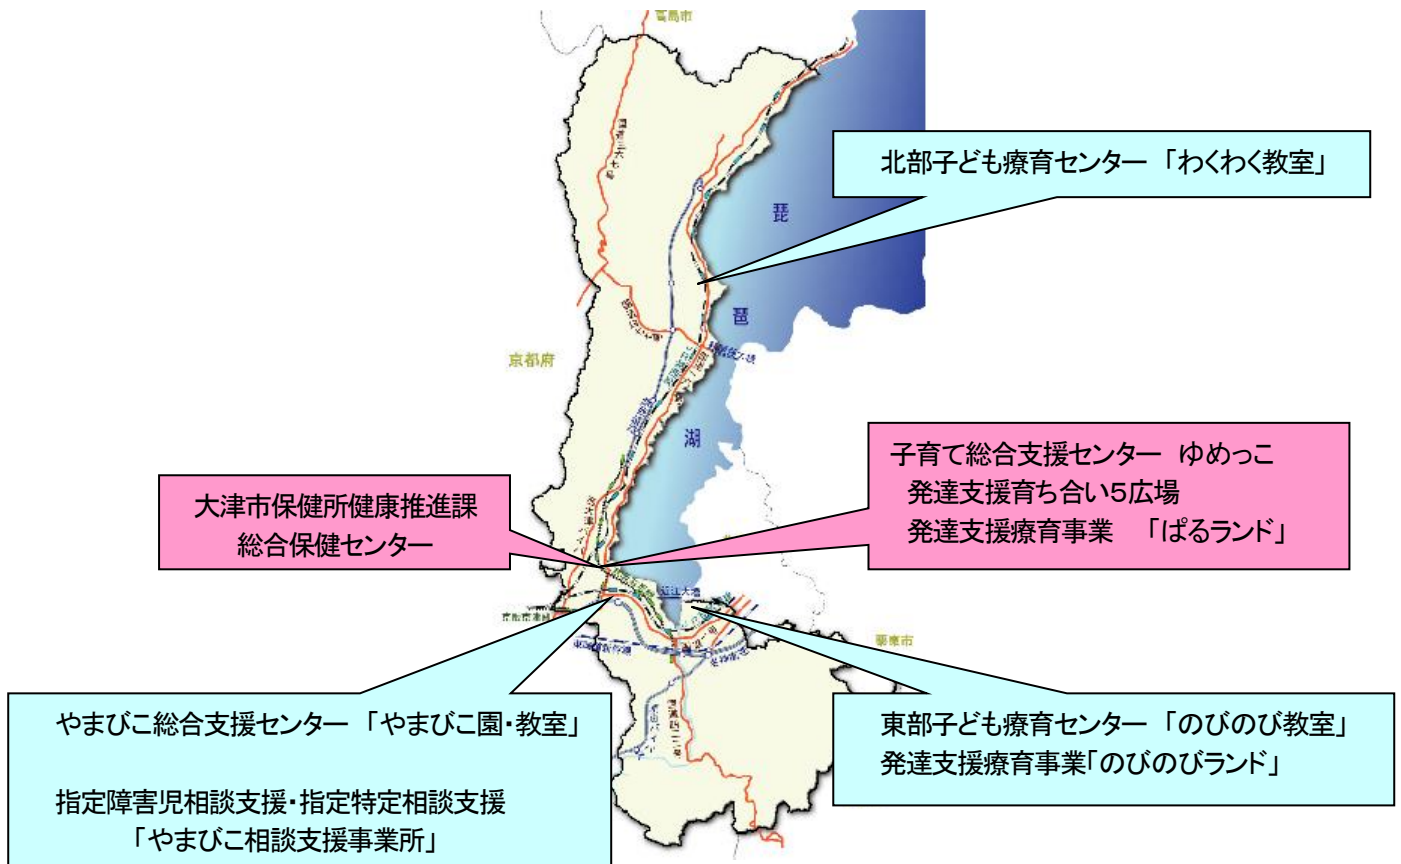 高島市
北部子ども療育センター 「わくわく教室」
琵
琶
湖
京都府
子育て総合支援センター ゆめっこ
発達支援育ち合い5広場
発達支援療育事業 「ぱるランド」
大津市保健所健康推進課
総合保健センター
近江大橋
栗東市
やまびこ総合支援センター 「やまびこ園・教室」
指定障害児相談支援・指定特定相談支援
「やまびこ相談支援事業所」
東部子ども療育センター 「のびのび教室」
発達支援療育事業「のびのびランド」